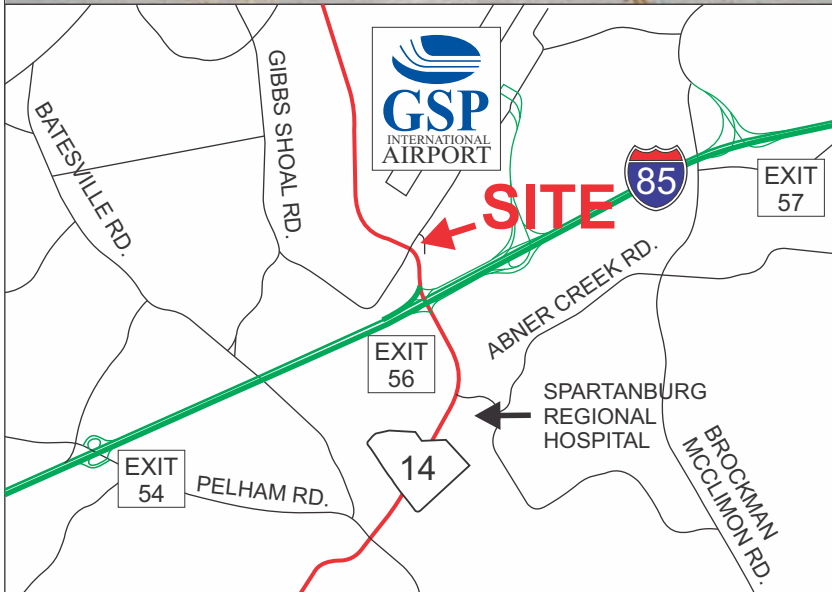 GSP
INTERNATIONAL
AIRPORT
GIBBS SHOAL RD.
BATESVILLE RD.
85
EXIT
57
SITE
ABNER CREEK RD.
EXIT
56
SPARTANBURG
REGIONAL
HOSPITAL
14
BROCKMAN
MCCLIMON RD.
EXIT
54
PELHAM RD.